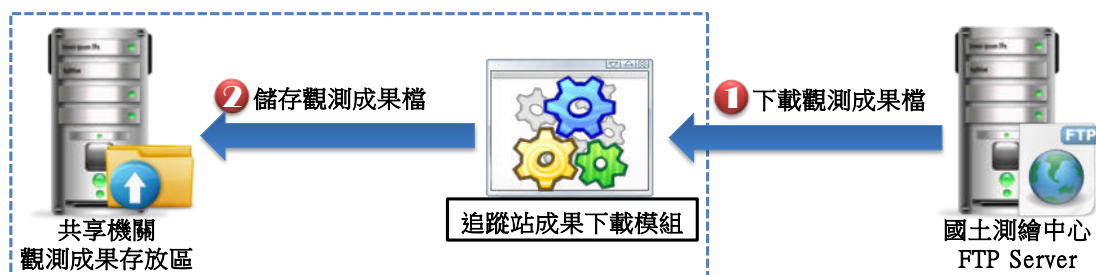 2 儲存觀測成果檔
1 下載觀測成果檔
FTP
追蹤站成果下載模組
共享機關
觀測成果存放區
國土測繪中心
FTP Server